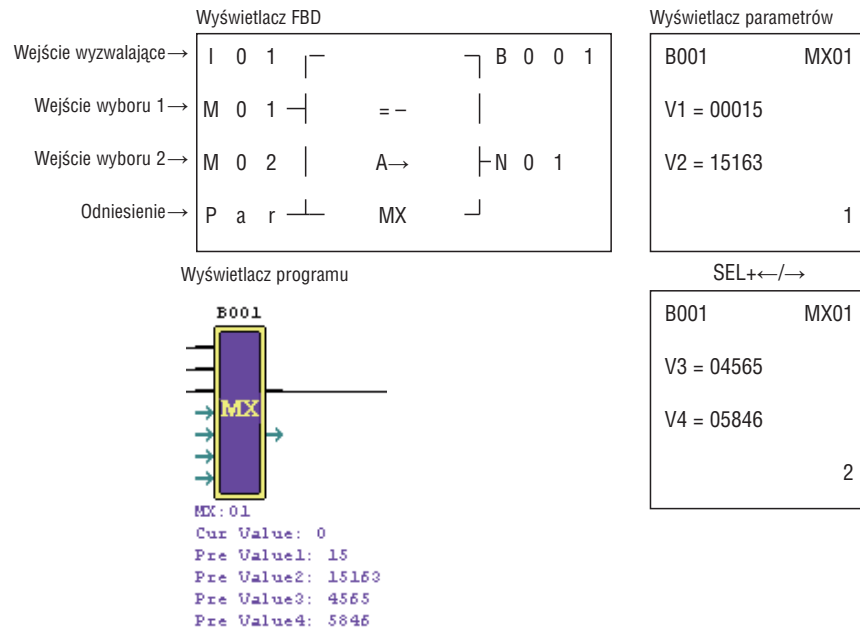 Wyświetlacz FBD
Wejście wyzwalające→ I 0 1 B 0 0 1
Wejście wyboru 1→ M 0 1 = –
Wejście wyboru 2→ M 0 2 A→ N 0 1
Odniesienie→ P a r MX
Wyświetlacz parametrów
B001 MX01
V1 = 00015
V2 = 15163
1
SEL+←/→
B001 MX01
V3 = 04565
V4 = 05846
2
Wyświetlacz programu
B001
MX
MX:01
Cur Value: 0
Pre Value1: 15
Pre Value2: 15163
Pre Value3: 4565
Pre Value4: 5846